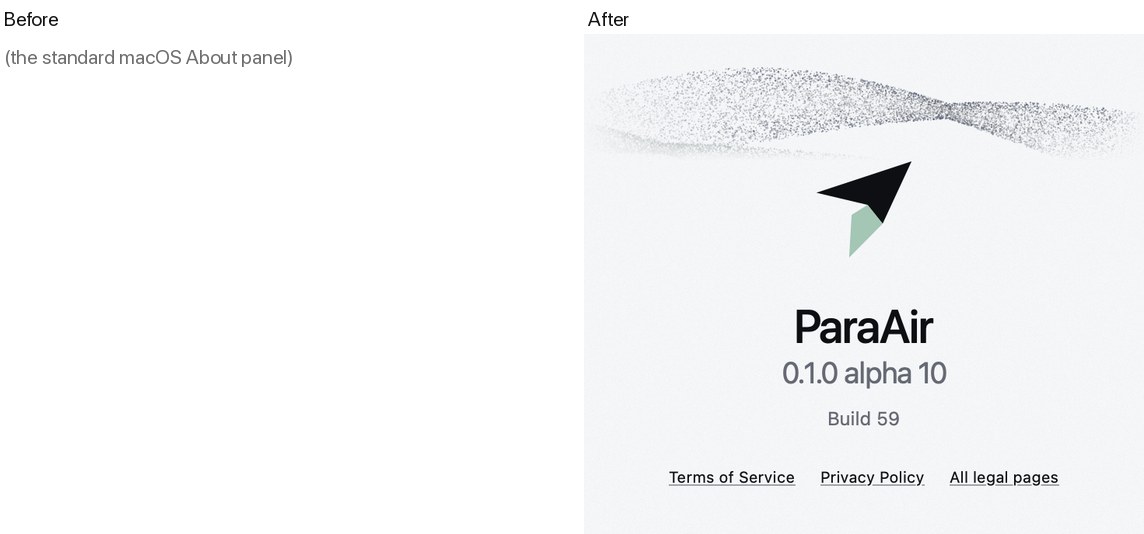 Before
After
(the standard macOS About panel)
ParaAir
0.1.0 alpha 10
Build 59
Terms of Service Privacy Policy All legal pages